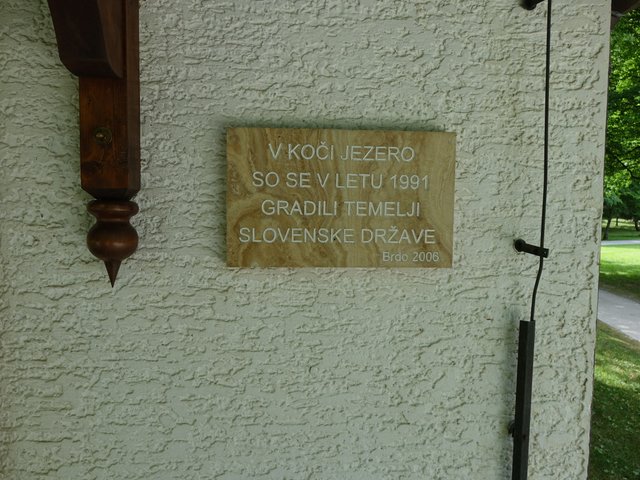 V KOČI JEZERO
SO SE V LETU 1991
GRADILI TEMELJI
SLOVENSKE DRŽAVE
Brdo 2006